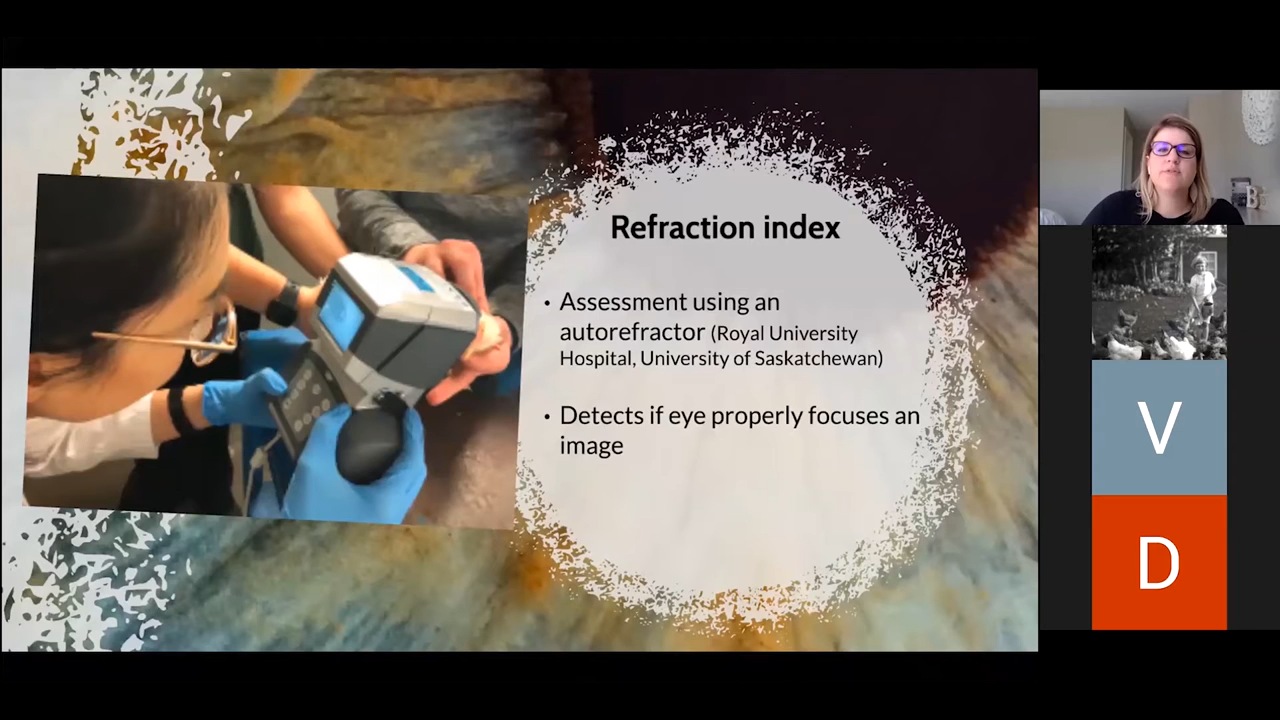 Refraction index
• Assessment using an
autorefractor (Royal University
Hospital, University of Saskatchewan)
• Detects if eye properly focuses an
image
B
V
D